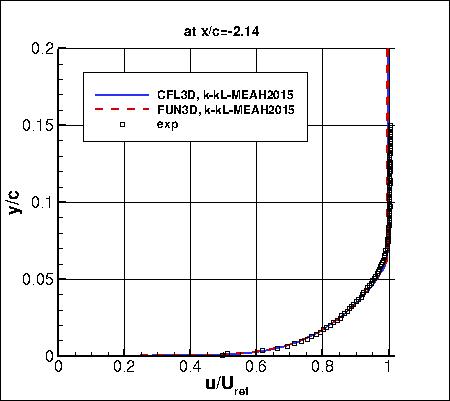 at x/c=-2.14
0.2
0.15
0.1
0.05
0
y/c
CFL3D, k-kL-MEAH2015
FUN3D, k-kL-MEAH2015
exp
0 0.2 0.4 0.6 0.8 1
u/Uref